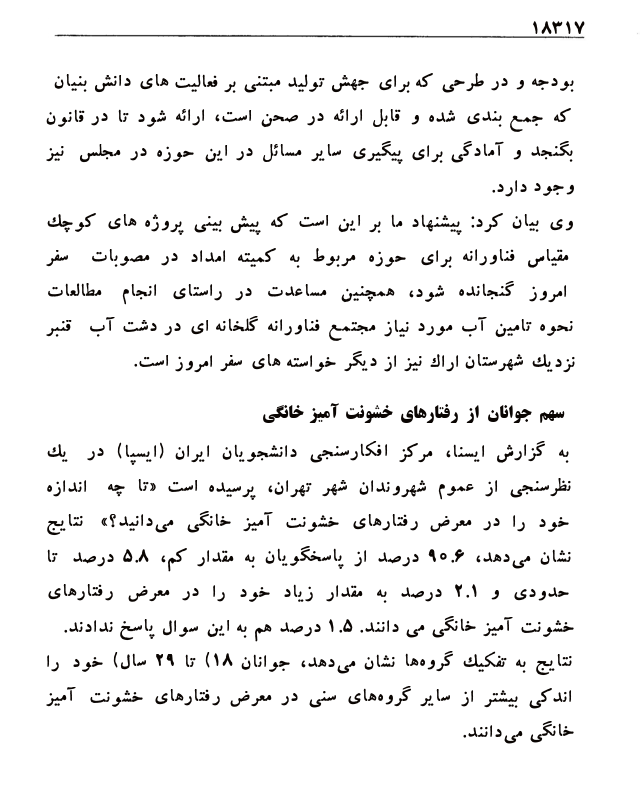 ۱۸۳۱۷
بودجه و در طرحی که برای جهش تولید مبتنی بر فعالیت های دانش بنیان
که جمع بندی شده و قابل ارائه در صحن است، ارائه شود تا در قانون
بگنجد و آمادگی برای پیگیری سایر مسائل در این حوزه در مجلس نیز
وجود دارد.
وی بیان کرد: پیشنهاد ما بر این است که پیش بینی پروژه های کوچك
مقیاس فناورانه برای حوزه مربوط به کمیته امداد در مصوبات سفر
امروز گنجانده شود، همچنین مساعدت در راستای انجام مطالعات
نحوه تامین آب مورد نیاز مجتمع فناورانه گلخانه ای در دشت آب قنبر
نزدیك شهرستان اراك نیز از دیگر خواسته های سفر امروز است.
سهم جوانان از رفتارهای خشونت آمیز خانگی
به گزارش ایسنا، مرکز افکارسنجی دانشجویان ایران (ایسپا) در یك
نظرسنجی از عموم شهروندان شهر تهران، پرسیده است «تا چه اندازه
خود را در معرض رفتارهای خشونت آمیز خانگی می‌دانید؟» نتایج
نشان می‌دهد، ۹۰.۶ درصد از پاسخگویان به مقدار کم، ۵.۸ درصد تا
حدودی و ۲.۱ درصد به مقدار زیاد خود را در معرض رفتارهای
خشونت آمیز خانگی می دانند. ۱.۵ درصد هم به این سوال پاسخ ندادند.
نتایج به تفکیك گروه‌ها نشان می‌دهد، جوانان ۱۸) تا ۲۹ سال) خود را
اندکی بیشتر از سایر گروه‌های سنی در معرض رفتارهای خشونت آمیز
خانگی می‌دانند.